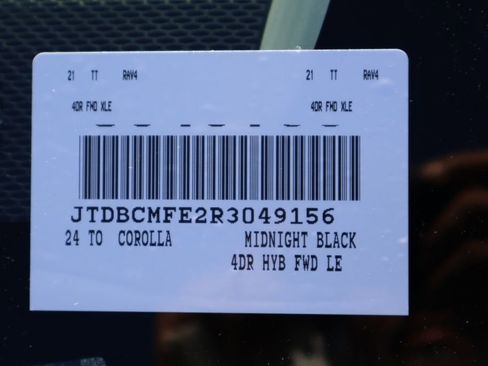 21 TT RAV4 21 TT RAV4
4DR FWD XLE 4DR FWD XLE
JTDBCMFE2R3049156
24 TO COROLLA MIDNIGHT BLACK
4DR HYB FWD LE